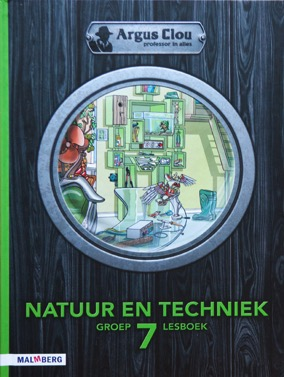 Argus Clou
professor in alles
NATUUR EN TECHNIEK
GROEP 7 LESBOEK
MALMBERG